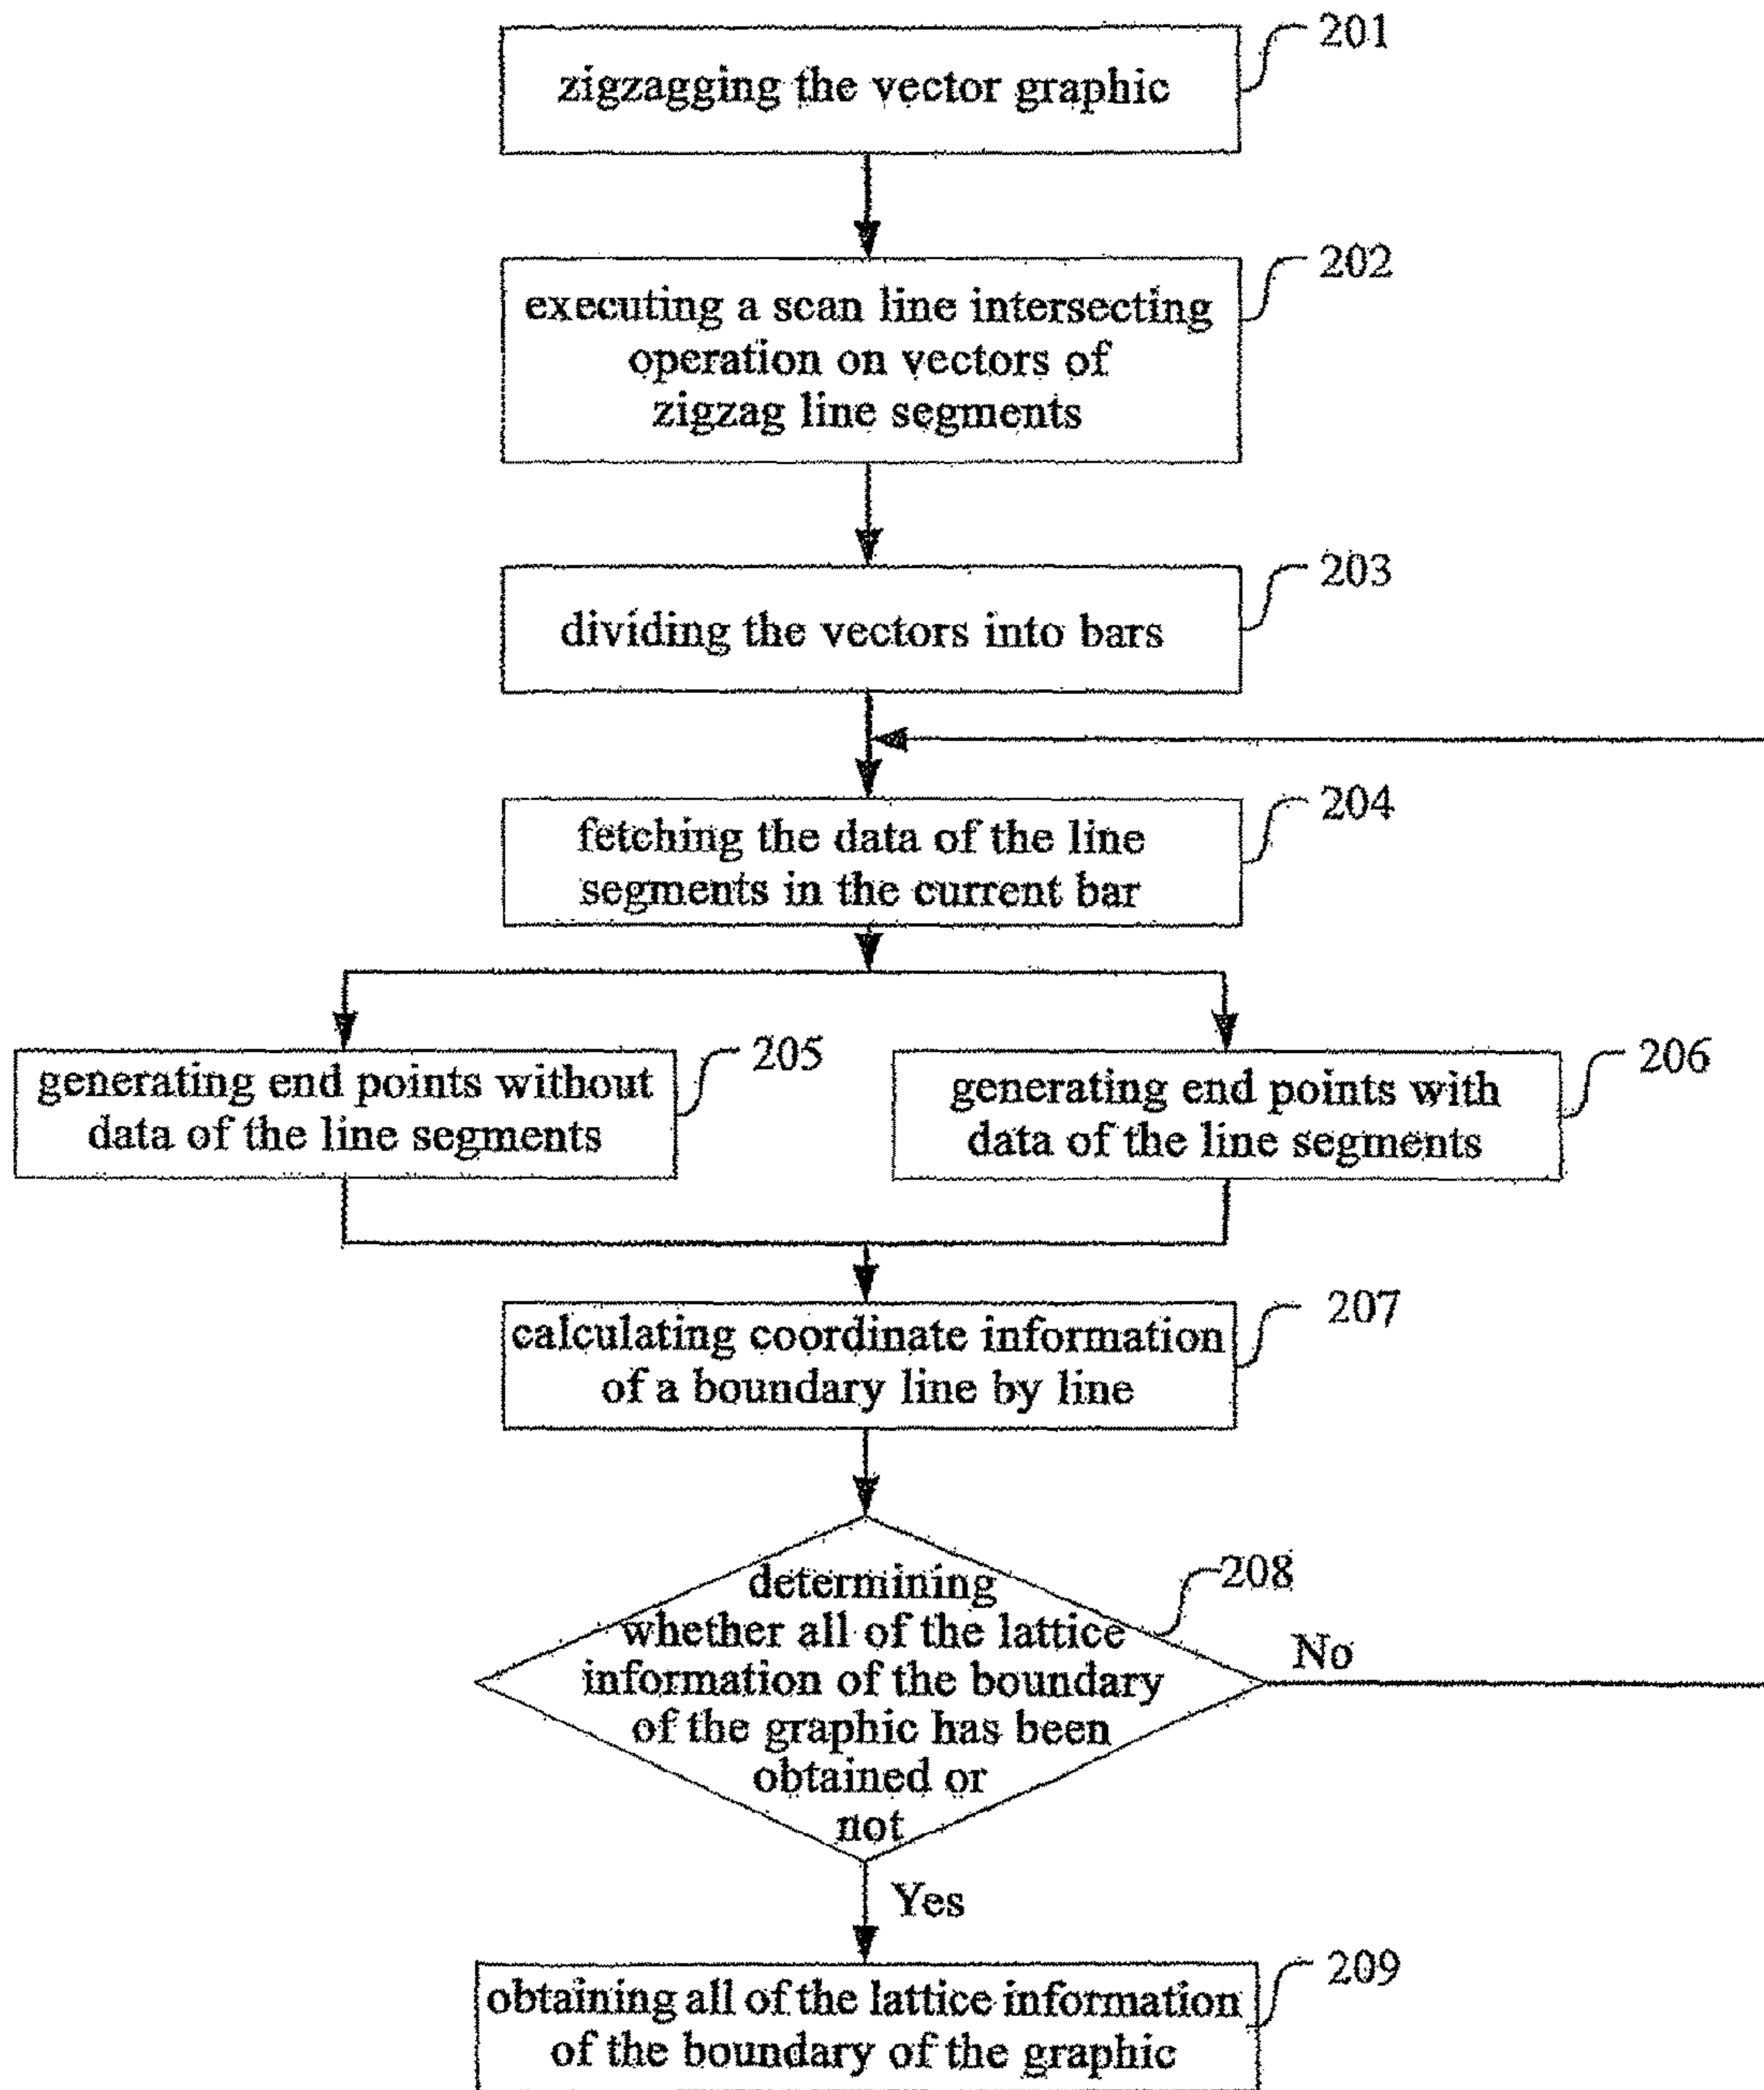 201
zigzagging the vector graphic
202
executing a scan line intersecting
operation on vectors of
zigzag line segments
203
dividing the vectors into bars
204
fetching the data of the line
segments in the current bar
205
generating end points without
data of the line segments
206
generating end points with
data of the line segments
207
calculating coordinate information
of a boundary line by line
208
determining
whether all of the lattice
information of the boundary
of the graphic has been
obtained or
not
No
Yes
209
obtaining all of the lattice information
of the boundary of the graphic